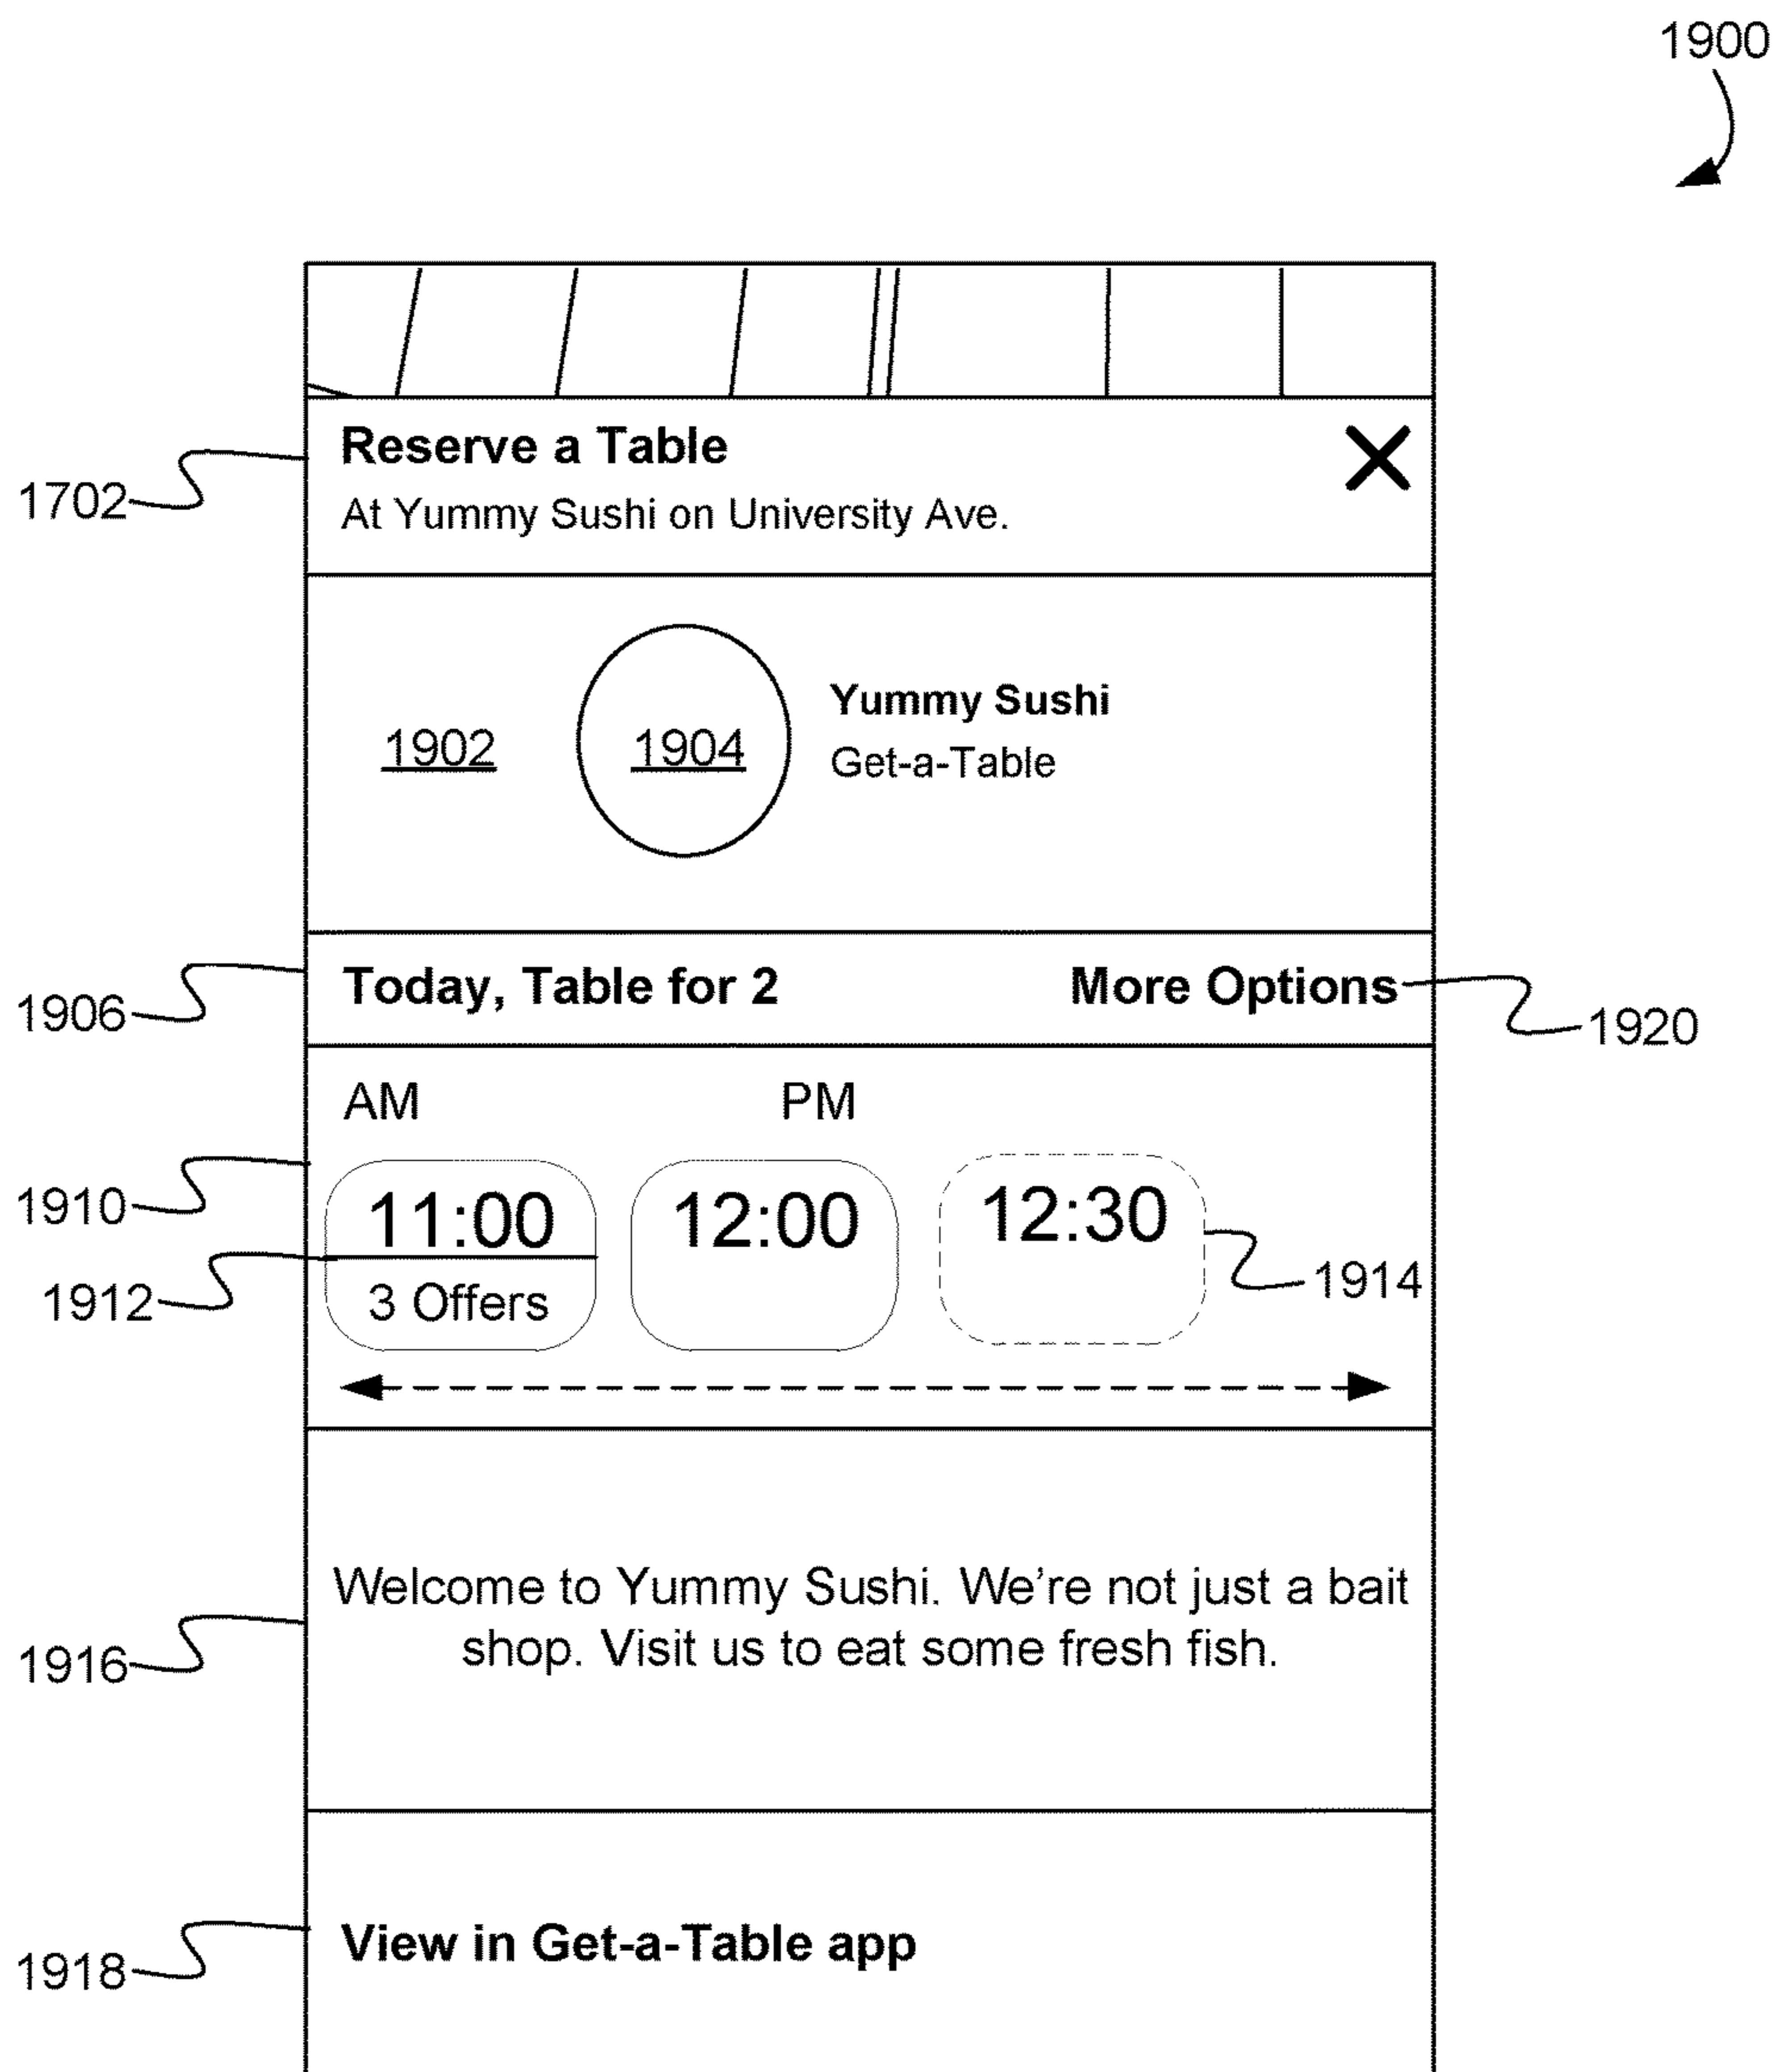 1900
Reserve a Table
1702
At Yummy Sushi on University Ave.
Yummy Sushi
1902
1904
Get-a-Table
Today, Table for 2
More Options
1906
1920
AM
PM
1910
11:00
12:00
12:30
1912
3 Offers
1914
Welcome to Yummy Sushi. We're not just a bait
shop. Visit us to eat some fresh fish.
1916
View in Get-a-Table app
1918